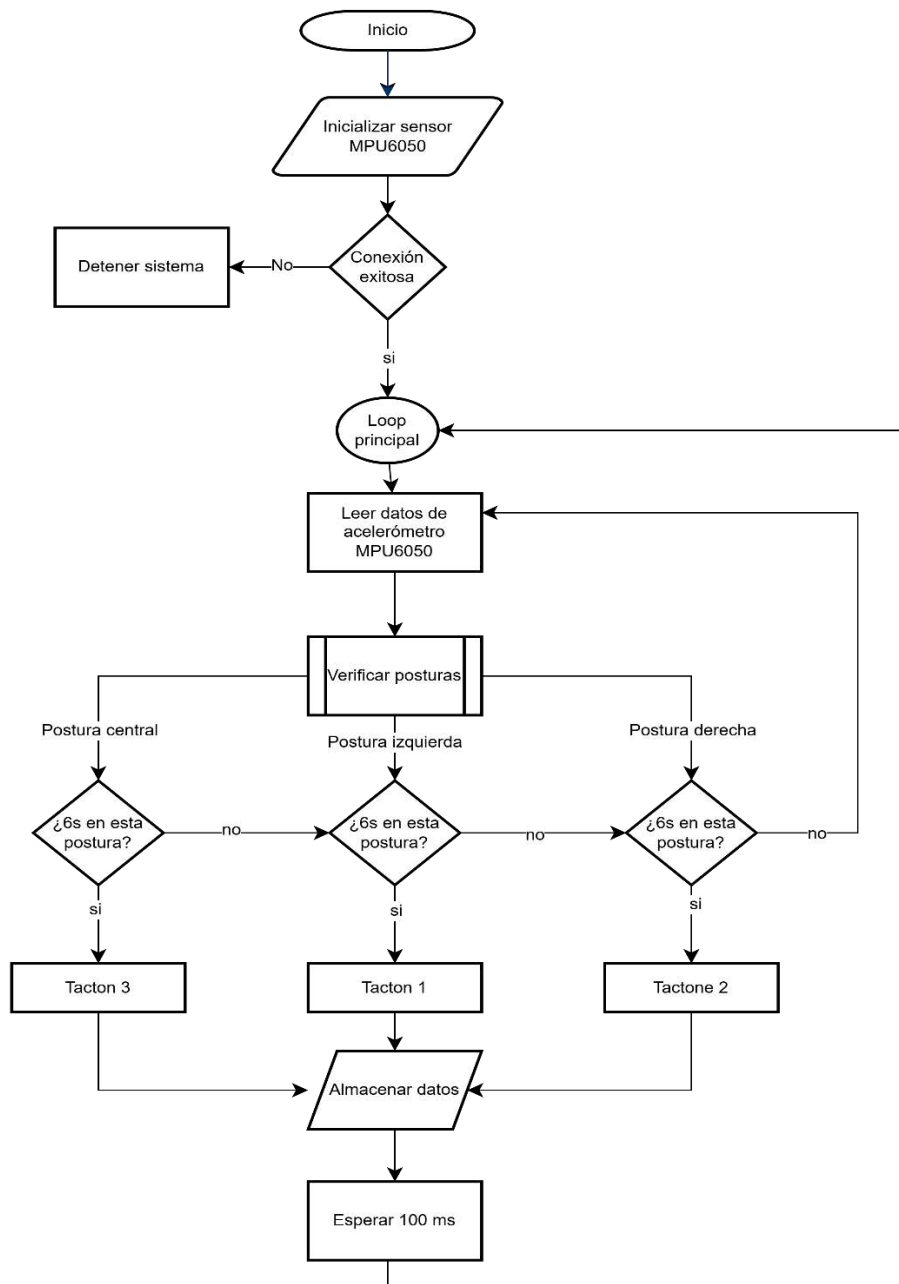 Inicio
Inicializar sensor
MPU6050
Conexión
exitosa
No
Detener sistema
si
Loop
principal
Leer datos de
acelerómetro
MPU6050
Verificar posturas
Postura central
Postura izquierda
Postura derecha
¿6s en esta
postura?
no
¿6s en esta
postura?
no
¿6s en esta
postura?
no
si
si
si
Tacton 3
Tacton 1
Tactone 2
Almacenar datos
Esperar 100 ms